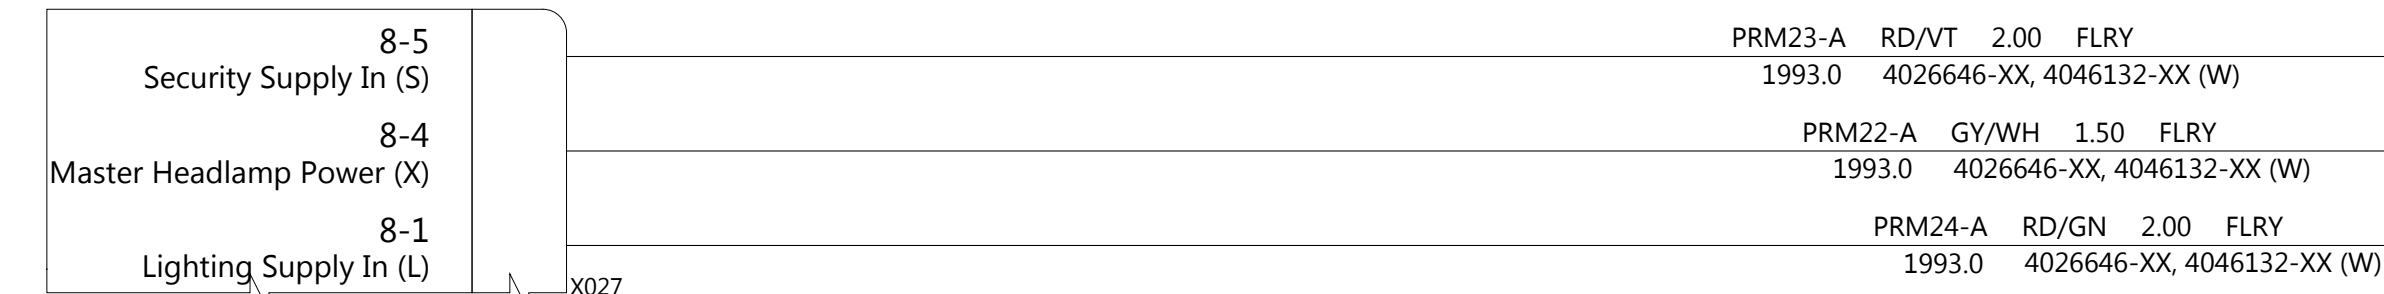 8-5
Security Supply In (S)
PRM23-A RD/VT 2.00 FLRY
1993.0 4026646-XX, 4046132-XX (W)
8-4
Master Headlamp Power (X)
PRM22-A GY/WH 1.50 FLRY
1993.0 4026646-XX, 4046132-XX (W)
8-1
Lighting Supply In (L)
PRM24-A RD/GN 2.00 FLRY
1993.0 4026646-XX, 4046132-XX (W)
X027